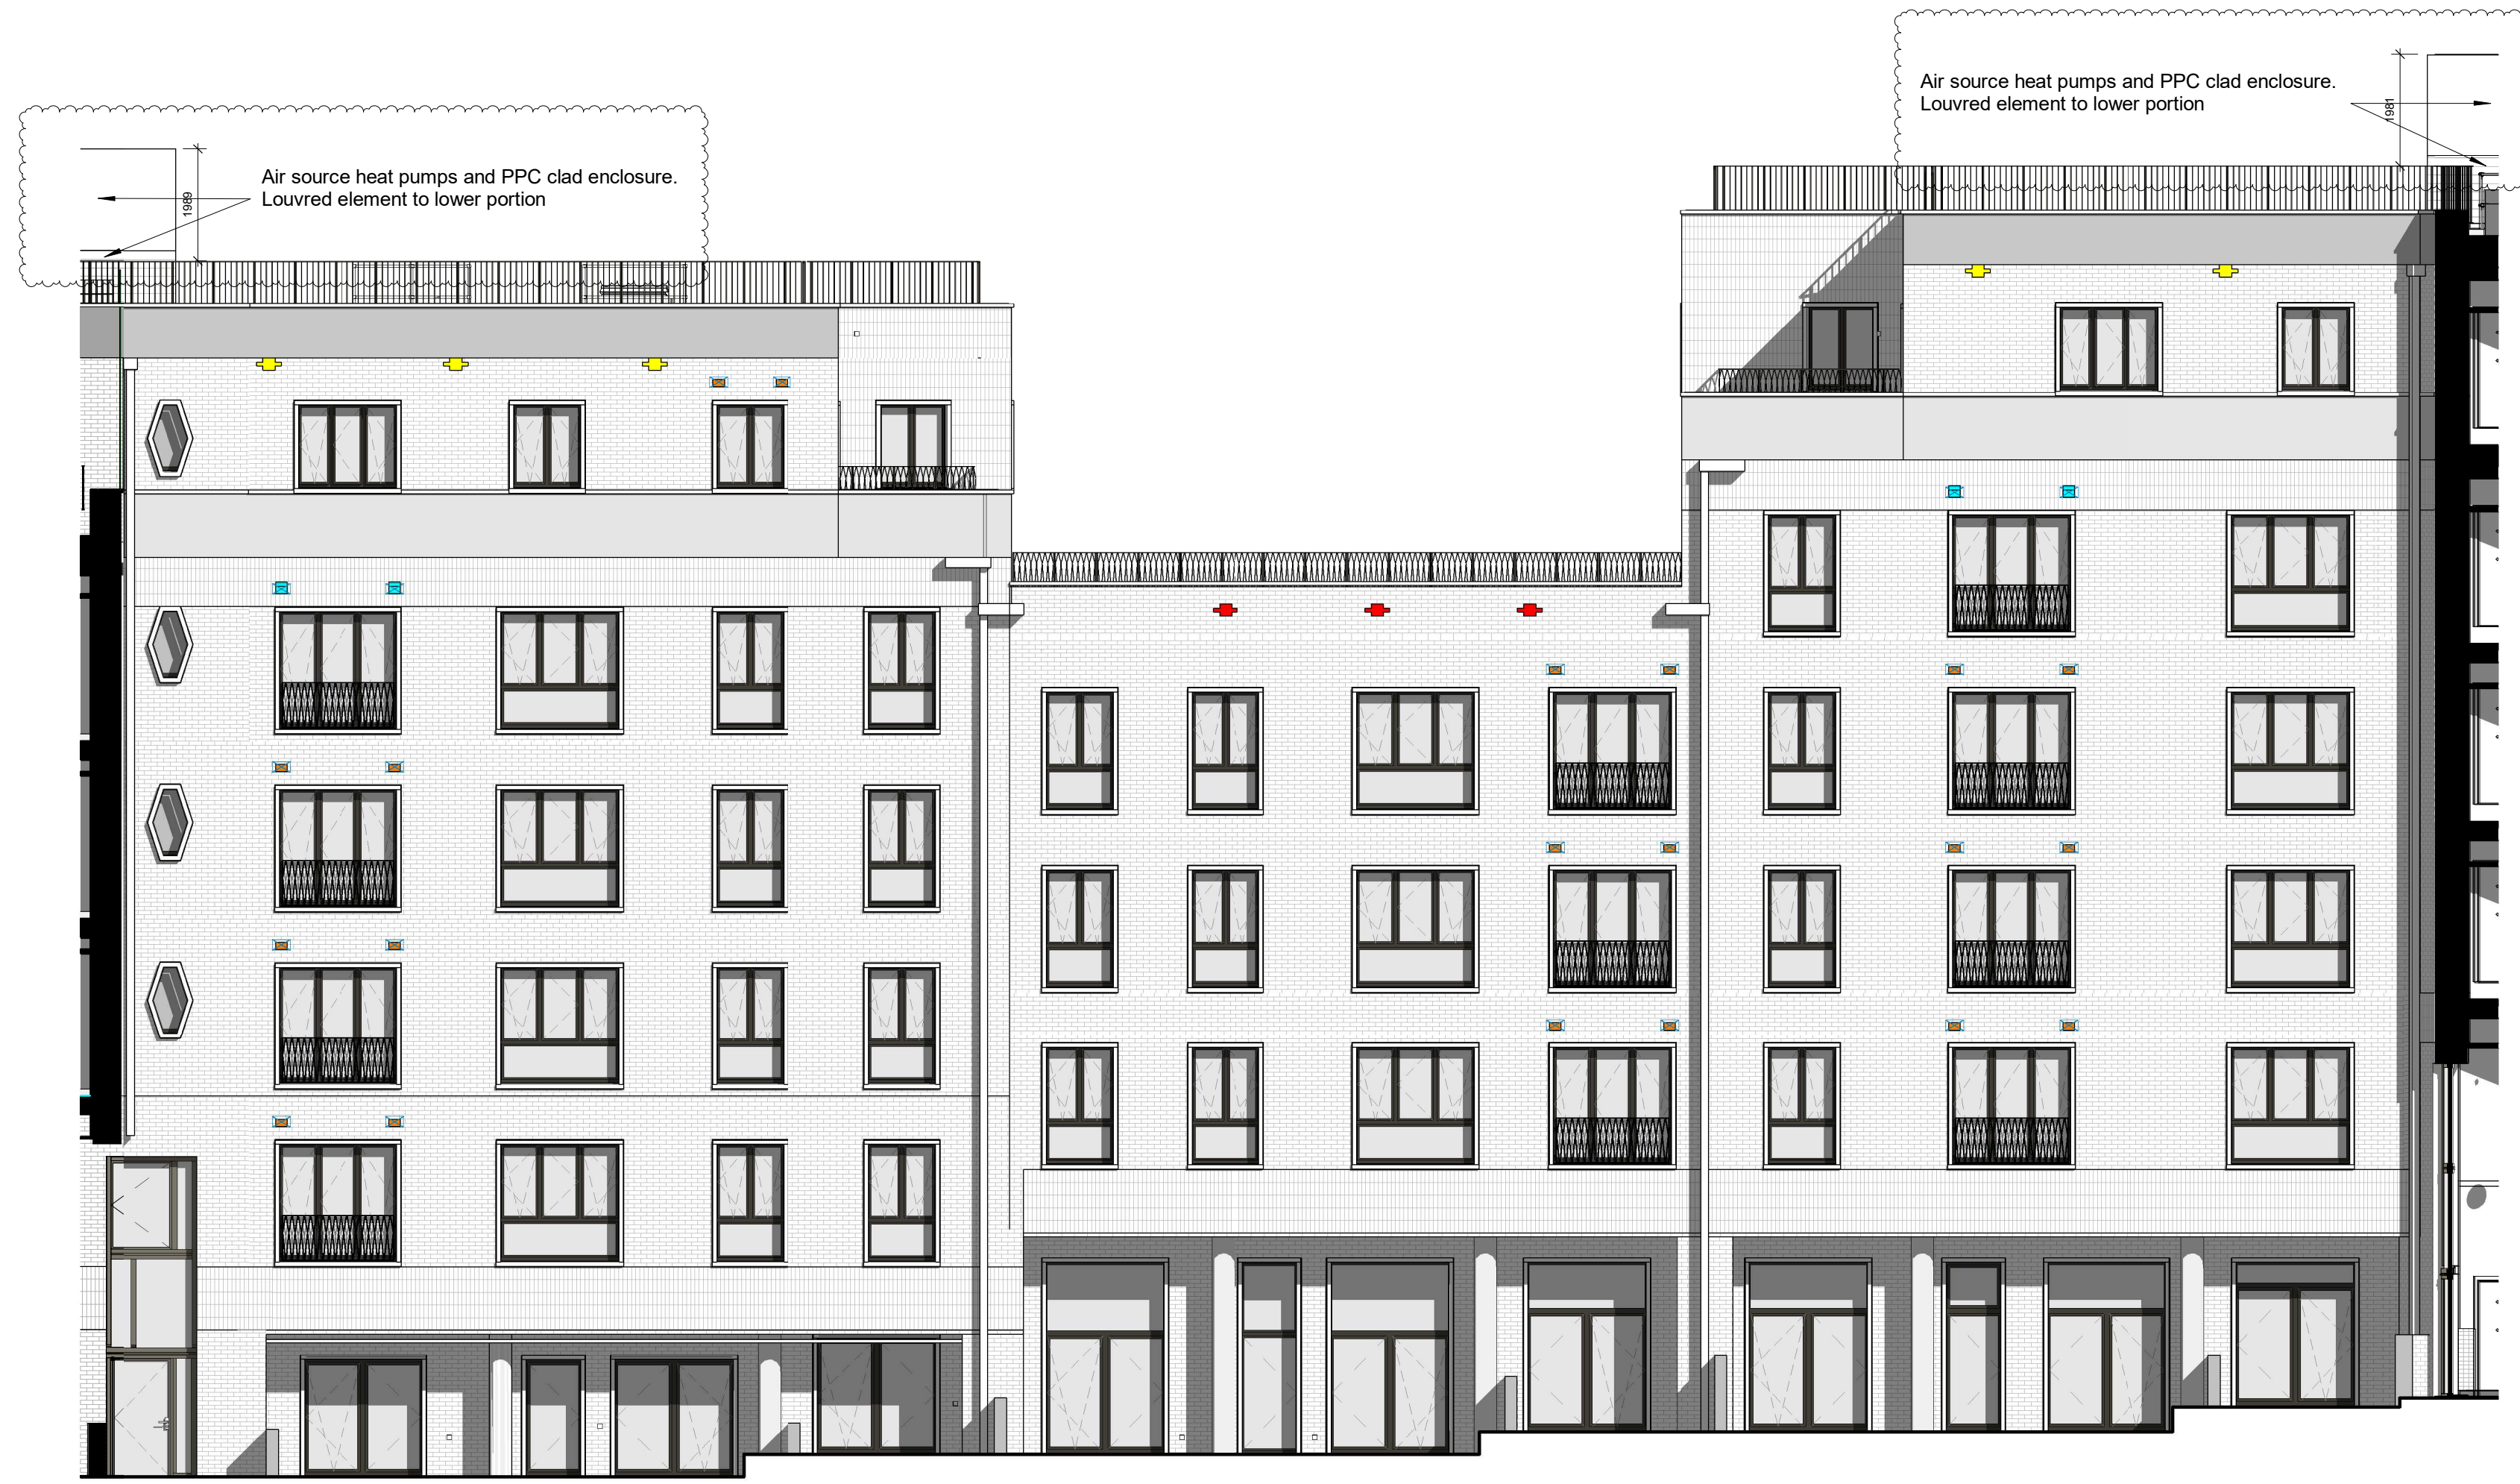 Air source heat pumps and PPC clad enclosure.
Louvred element to lower portion
1981
Air source heat pumps and PPC clad enclosure.
Louvred element to lower portion
1989